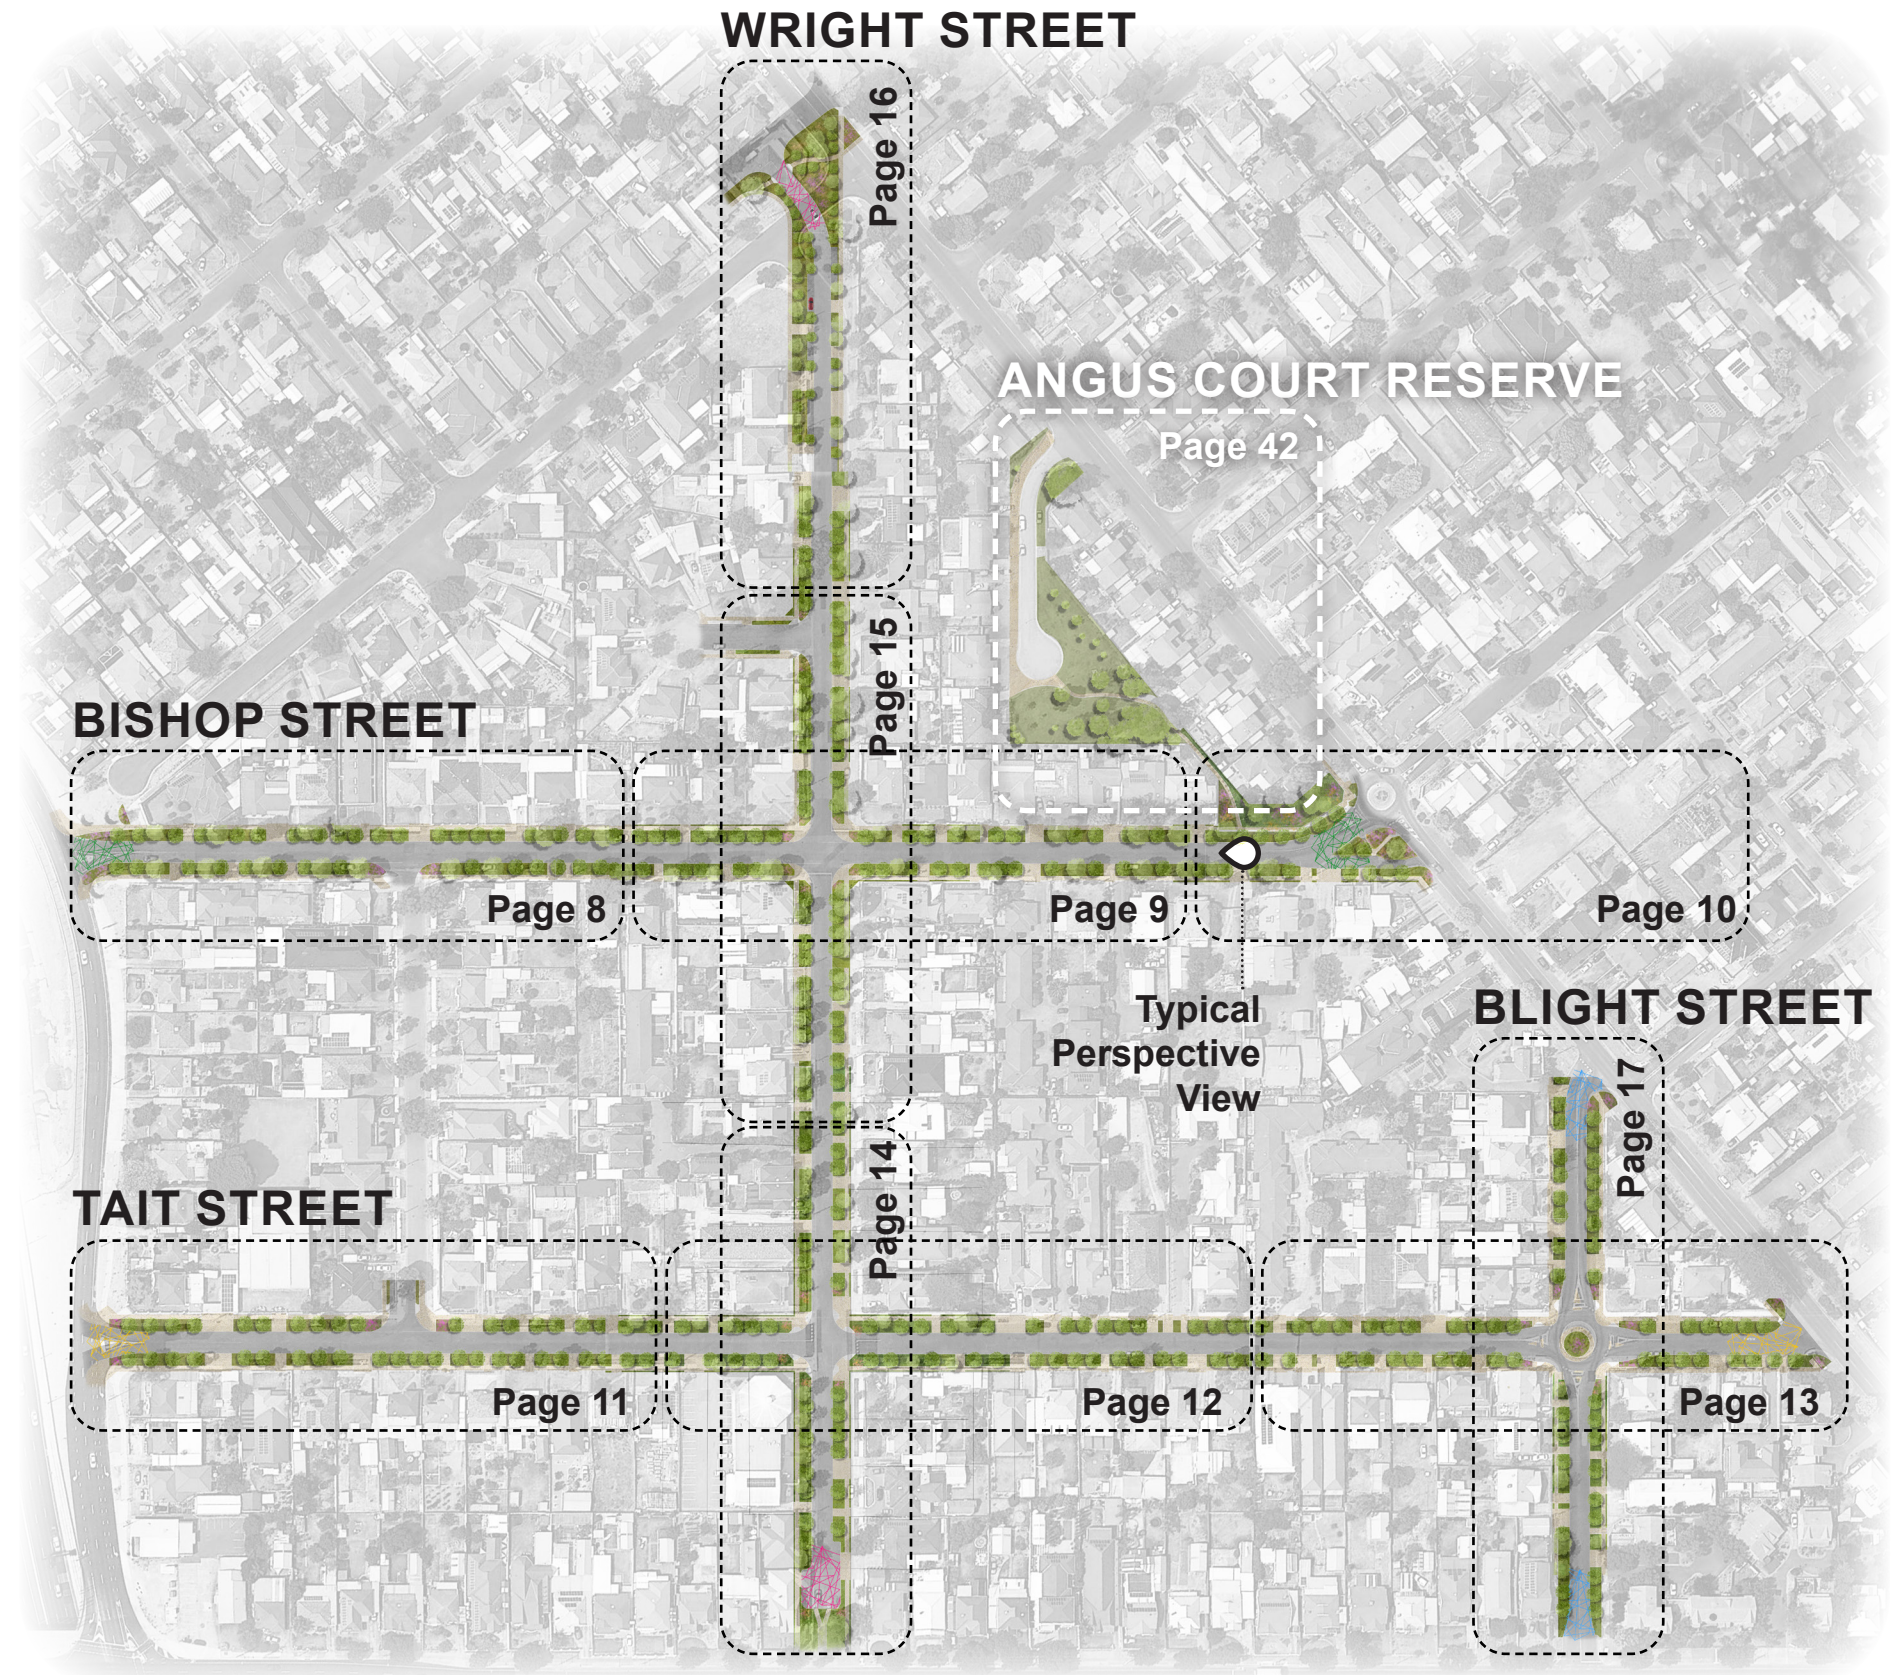 WRIGHT STREET
Page 16
ANGUS COURT RESERVE
Page 42
Page 15
BISHOP STREET
Page 8
Page 9
Page 10
Typical
Perspective
View
BLIGHT STREET
Page 17
TAIT STREET
Page 14
Page 11
Page 12
Page 13